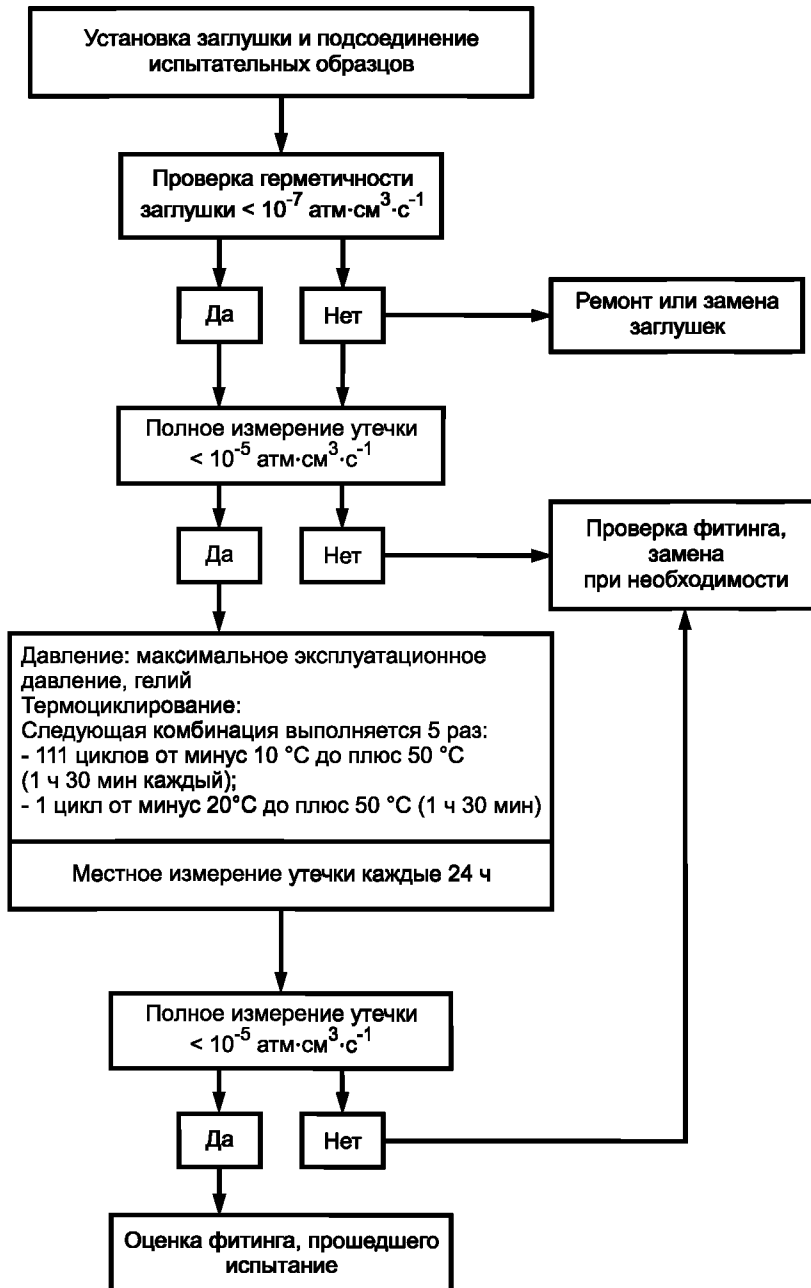 Установка заглушки и подсоединение
испытательных образцов
Проверка герметичности
заглушки < 10⁻⁷ атм·см³·с⁻¹
Да
Нет
Ремонт или замена
заглушек
Полное измерение утечки
< 10⁻⁵ атм·см³·с⁻¹
Да
Нет
Проверка фитинга,
замена
при необходимости
Давление: максимальное эксплуатационное
давление, гелий
Термоциклирование:
Следующая комбинация выполняется 5 раз:
- 111 циклов от минус 10 °С до плюс 50 °С
(1 ч 30 мин каждый);
- 1 цикл от минус 20°С до плюс 50 °С (1 ч 30 мин)
Местное измерение утечки каждые 24 ч
Полное измерение утечки
< 10⁻⁵ атм·см³·с⁻¹
Да
Нет
Оценка фитинга, прошедшего
испытание